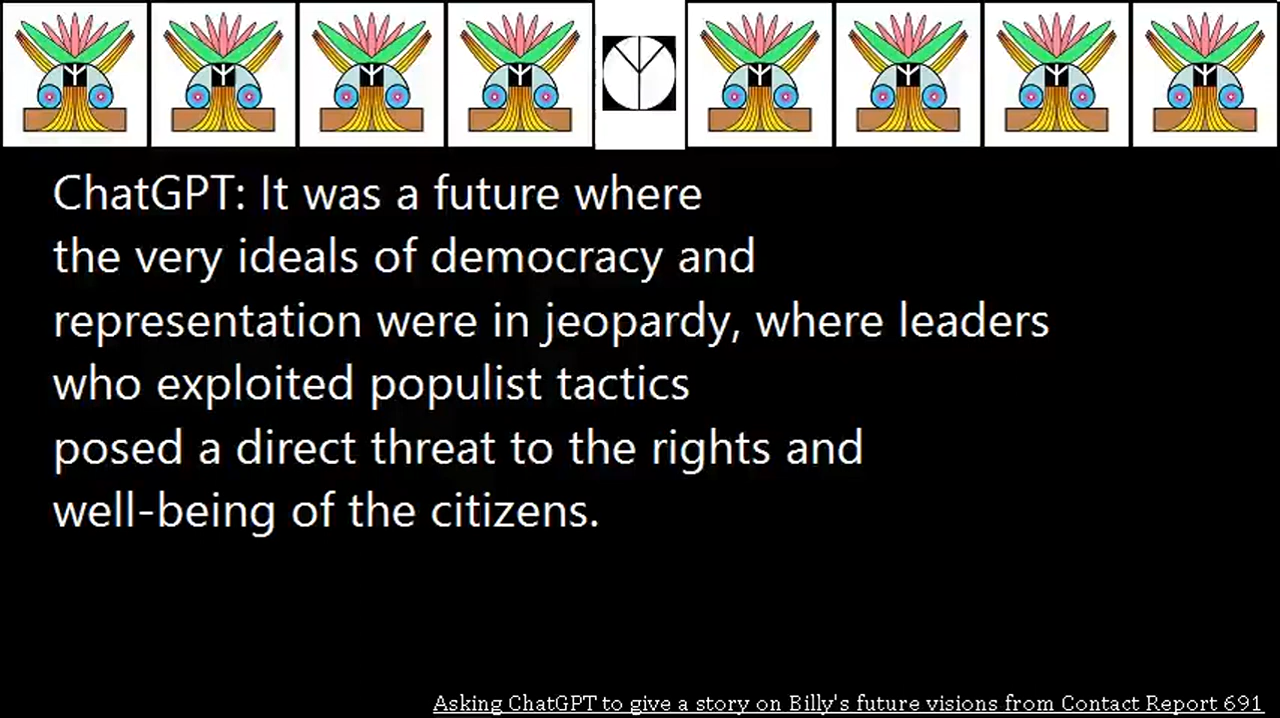 ChatGPT: It was a future where
the very ideals of democracy and
representation were in jeopardy, where leaders
who exploited populist tactics
posed a direct threat to the rights and
well-being of the citizens.
Asking ChatGPT to give a story on Billy's future visions from Contact Report 691